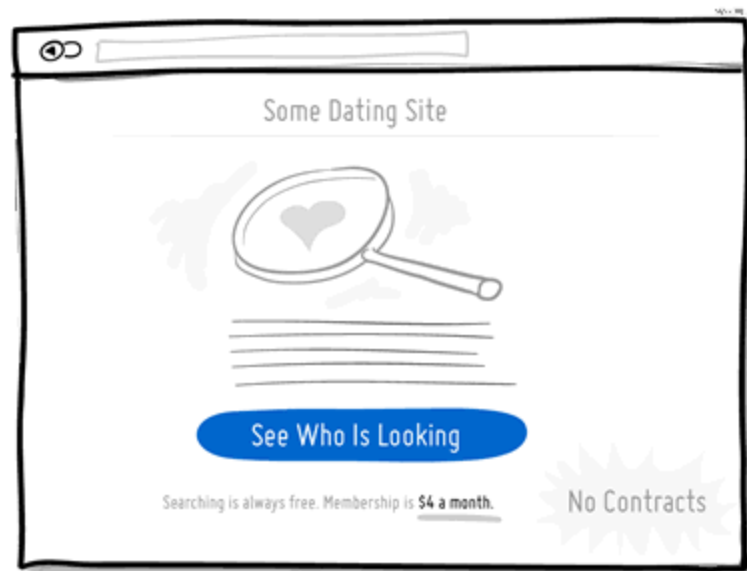 Some Dating Site
See Who Is Looking
Searching is always free. Membership is $4 a month.
No Contracts